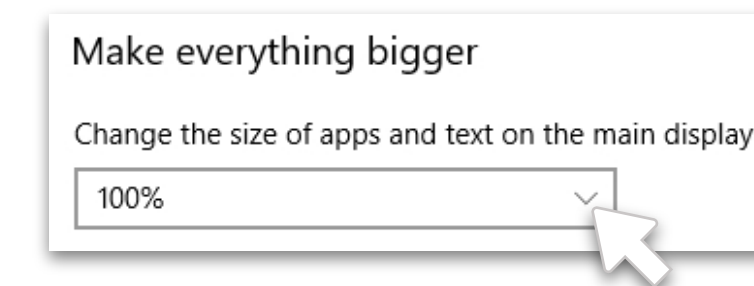 Make everything bigger
Change the size of apps and text on the main display
100%